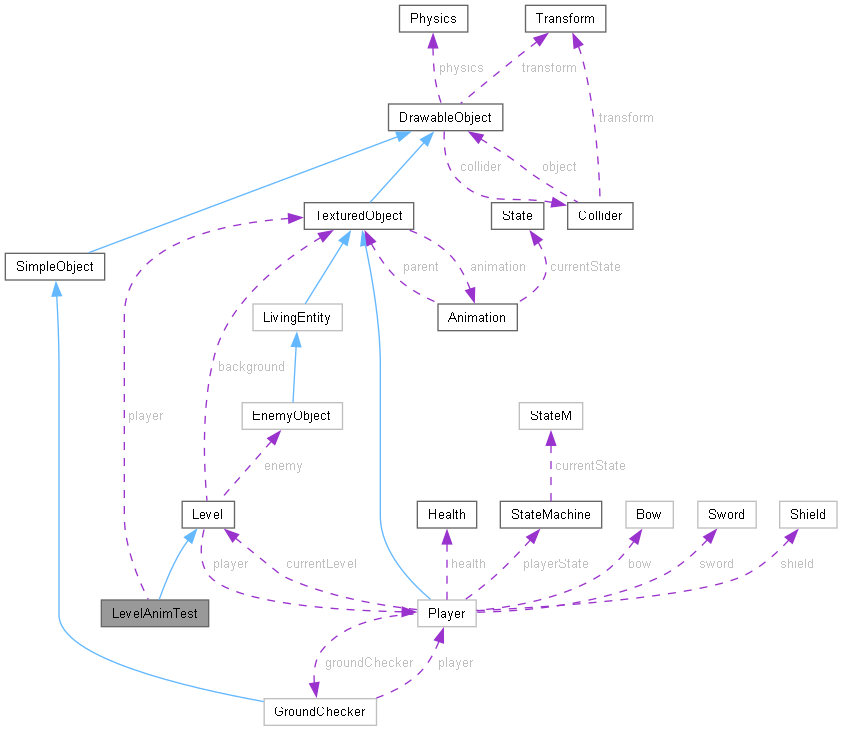 Physics
Transform
physics
transform
DrawableObject
transform
collider
object
TexturedObject
State
Collider
SimpleObject
parent
animation
currentState
LivingEntity
Animation
background
player
EnemyObject
StateM
enemy
currentState
Level
Health
StateMachine
Bow
Sword
Shield
player
currentLevel
health
playerState
bow
sword
shield
LevelAnimTest
Player
groundChecker
player
GroundChecker